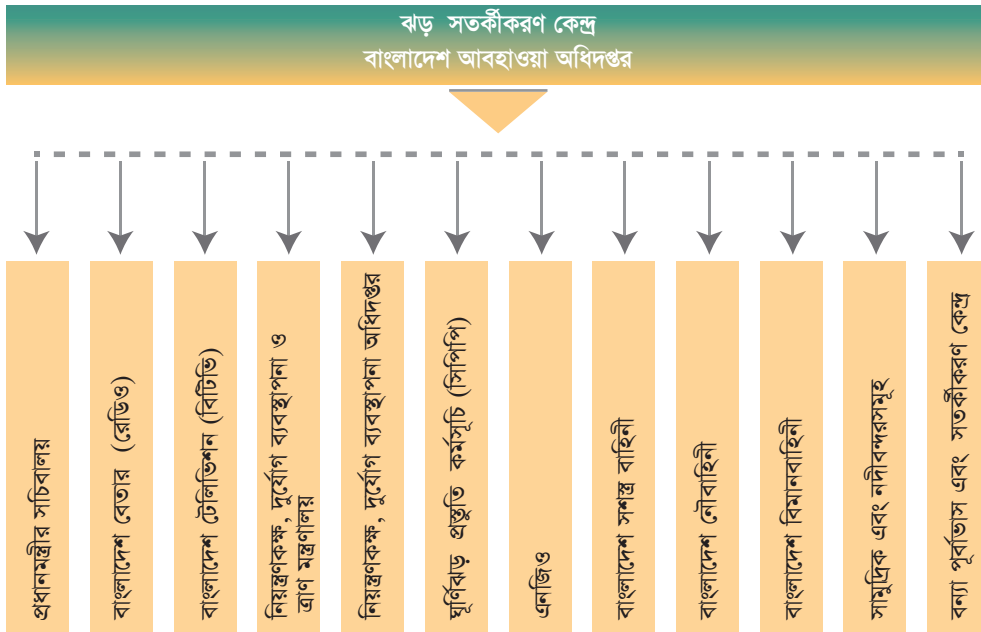 ঝড় সতর্কীকরণ কেন্দ্র
বাংলাদেশ আবহাওয়া অধিদপ্তর
প্রধানমন্ত্রীর সচিবালয়
বাংলাদেশ বেতার (রেডিও)
বাংলাদেশ টেলিভিশন (বিটিভি)
নিয়ন্ত্রণকক্ষ, দুর্যোগ ব্যবস্থাপনা ও
ত্রাণ মন্ত্রণালয়
নিয়ন্ত্রণকক্ষ, দুর্যোগ ব্যবস্থাপনা অধিদপ্তর
ঘূর্ণিঝড় প্রস্তুতি কর্মসূচি (সিপিপি)
এনজিও
বাংলাদেশ সশস্ত্র বাহিনী
বাংলাদেশ নৌবাহিনী
বাংলাদেশ বিমানবাহিনী
সামুদ্রিক এবং নদীবন্দরসমূহ
বন্যা পূর্বাভাস এবং সতর্কীকরণ কেন্দ্র